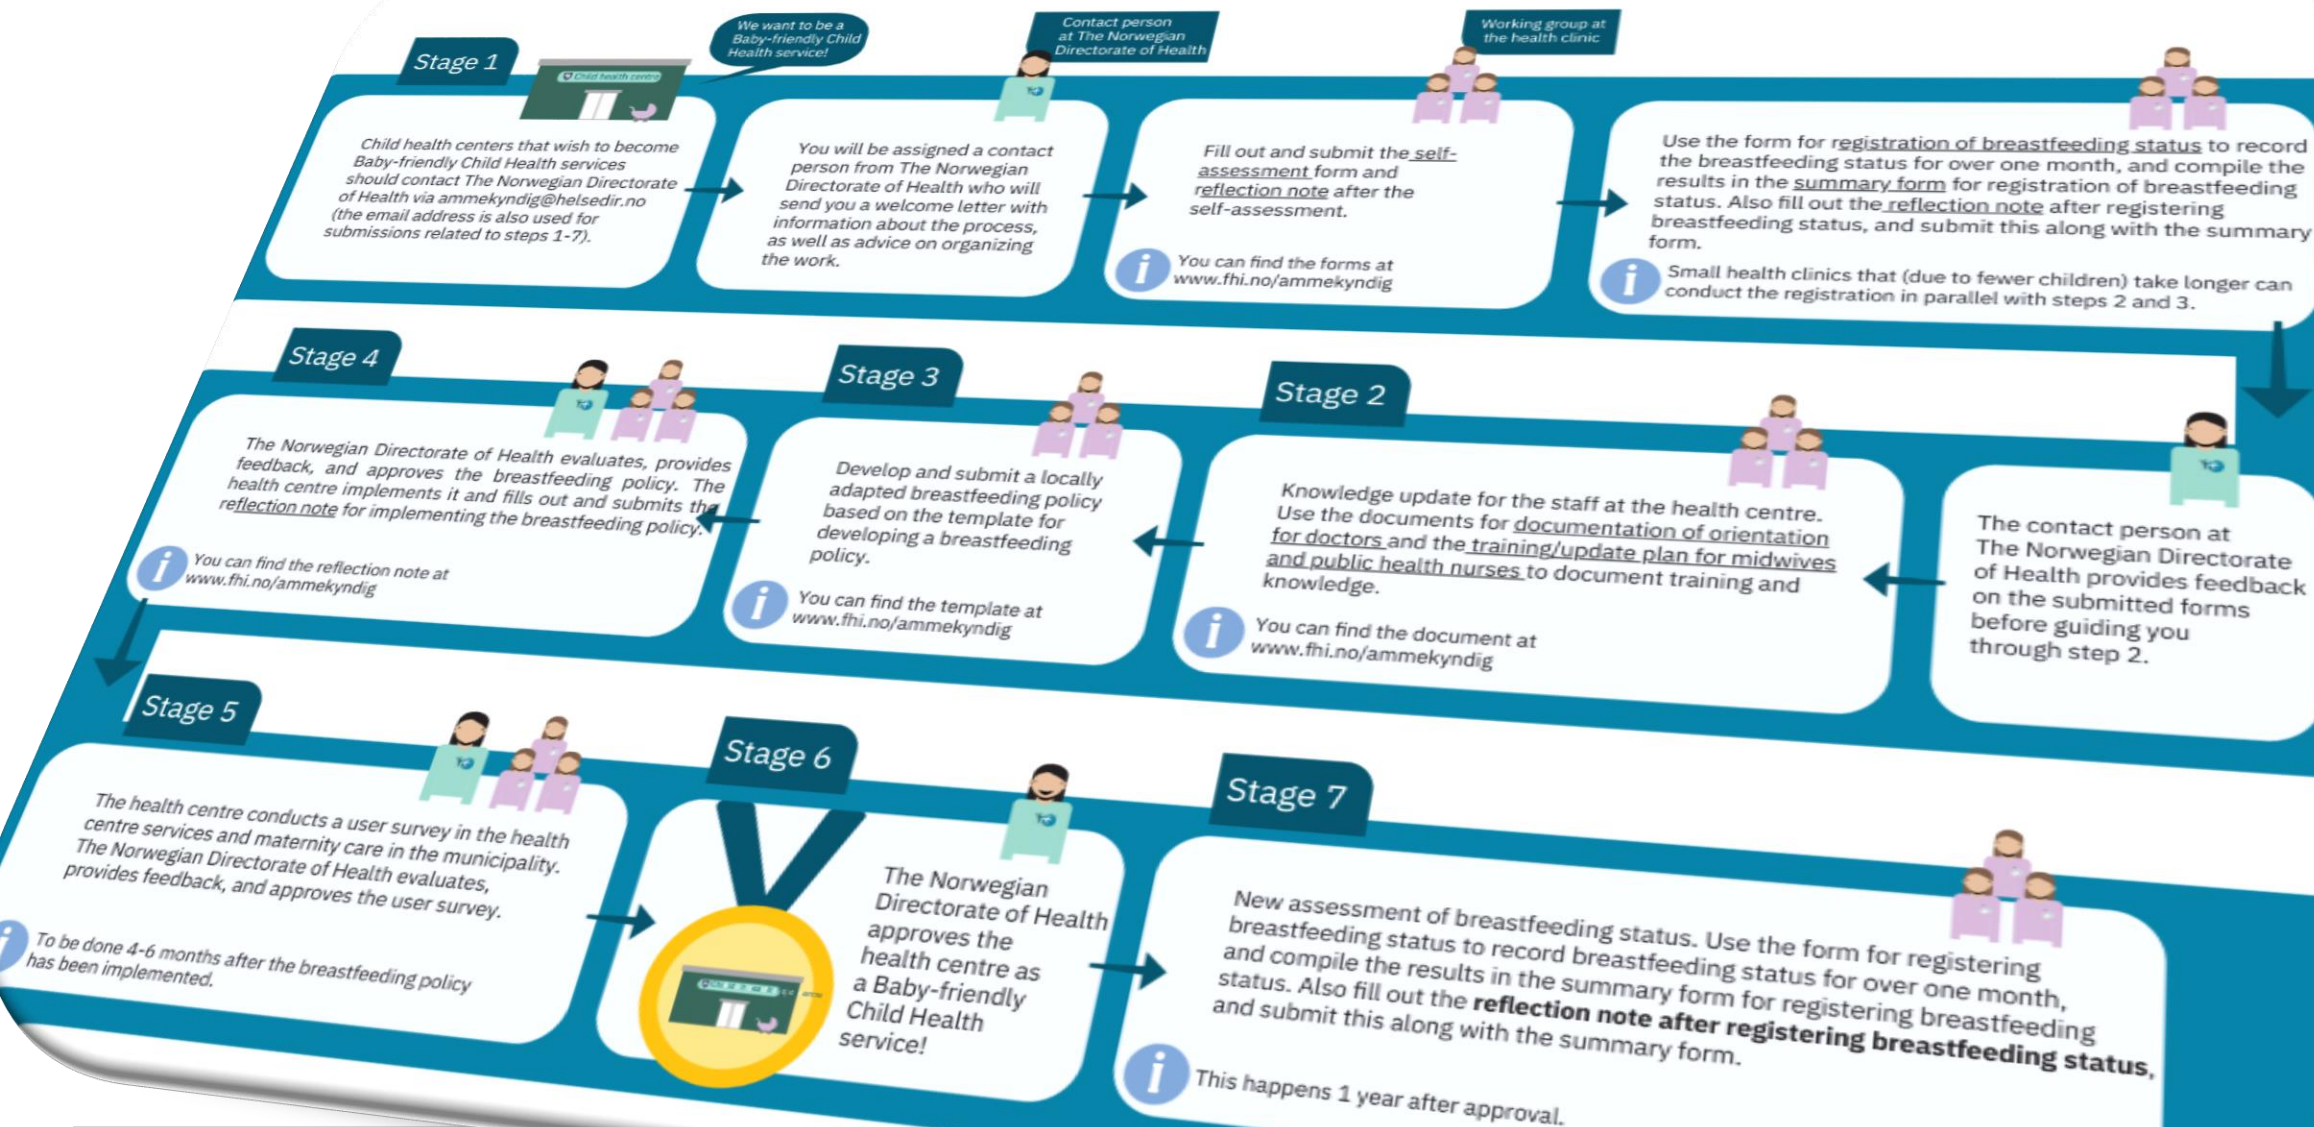 Stage 1
Child health centre
We want to be a
Baby-friendly Child
Health service!
Contact person
at The Norwegian
Directorate of Health
Working group at
the health clinic
Child health centers that wish to become
Baby-friendly Child Health services
should contact The Norwegian Directorate
of Health via ammekyndig@helsedir.no
(the email address is also used for
submissions related to steps 1-7).
You will be assigned a contact
person from The Norwegian
Directorate of Health who will
send you a welcome letter with
information about the process,
as well as advice on organizing
the work.
Fill out and submit the self-
assessment form and
reflection note after the
self-assessment.
You can find the forms at
www.fhi.no/ammekyndig
Use the form for registration of breastfeeding status to record
the breastfeeding status for over one month, and compile the
results in the summary form for registration of breastfeeding
status. Also fill out the reflection note after registering
breastfeeding status, and submit this along with the summary
form.
Small health clinics that (due to fewer children) take longer can
conduct the registration in parallel with steps 2 and 3.
The contact person at
The Norwegian Directorate
of Health provides feedback
on the submitted forms
before guiding you
through step 2.
Stage 2
Knowledge update for the staff at the health centre.
Use the documents for documentation of orientation
for doctors and the training/update plan for midwives
and public health nurses to document training and
knowledge.
You can find the document at
www.fhi.no/ammekyndig
Stage 3
Develop and submit a locally
adapted breastfeeding policy
based on the template for
developing a breastfeeding
policy.
You can find the template at
www.fhi.no/ammekyndig
Stage 4
The Norwegian Directorate of Health evaluates, provides
feedback, and approves the breastfeeding policy. The
health centre implements it and fills out and submits the
reflection note for implementing the breastfeeding policy.
You can find the reflection note at
www.fhi.no/ammekyndig
Stage 5
The health centre conducts a user survey in the health
centre services and maternity care in the municipality.
The Norwegian Directorate of Health evaluates,
provides feedback, and approves the user survey.
To be done 4-6 months after the breastfeeding policy
has been implemented.
Stage 6
The Norwegian
Directorate of Health
approves the
health centre as
a Baby-friendly
Child Health
service!
Stage 7
New assessment of breastfeeding status. Use the form for registering
breastfeeding status to record breastfeeding status for over one month,
and compile the results in the summary form for registering breastfeeding
status. Also fill out the reflection note after registering breastfeeding status,
and submit this along with the summary form.
This happens 1 year after approval.